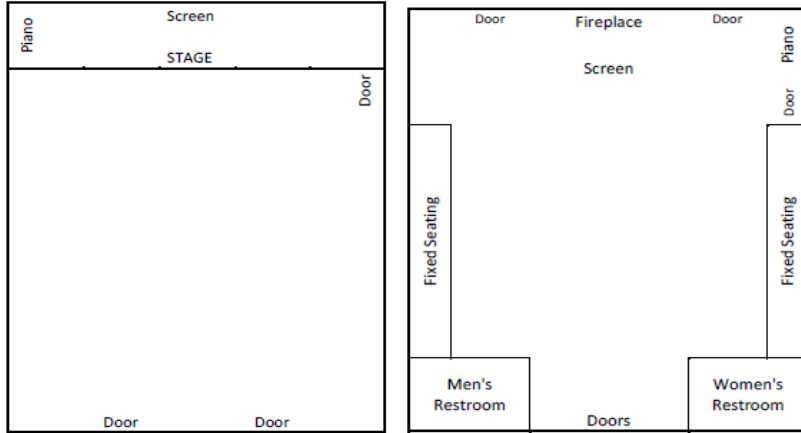 Screen
Piano
STAGE
Door
Door
Door
Door
Fireplace
Door
Piano
Screen
Door
Fixed Seating
Fixed Seating
Men's
Restroom
Women's
Restroom
Doors